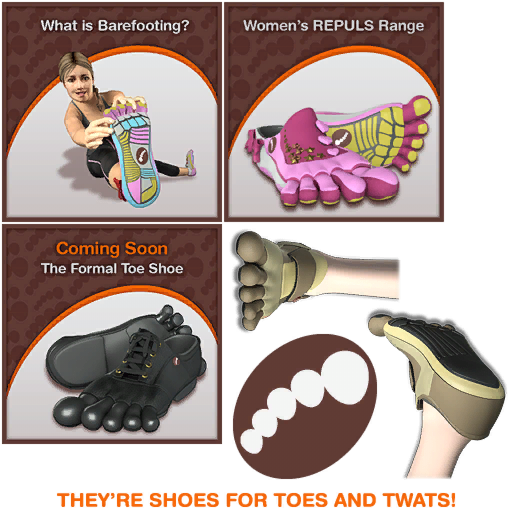 What is Barefooting?
Women's REPULS Range
Coming Soon
The Formal Toe Shoe
THEY'RE SHOES FOR TOES AND TWATS!